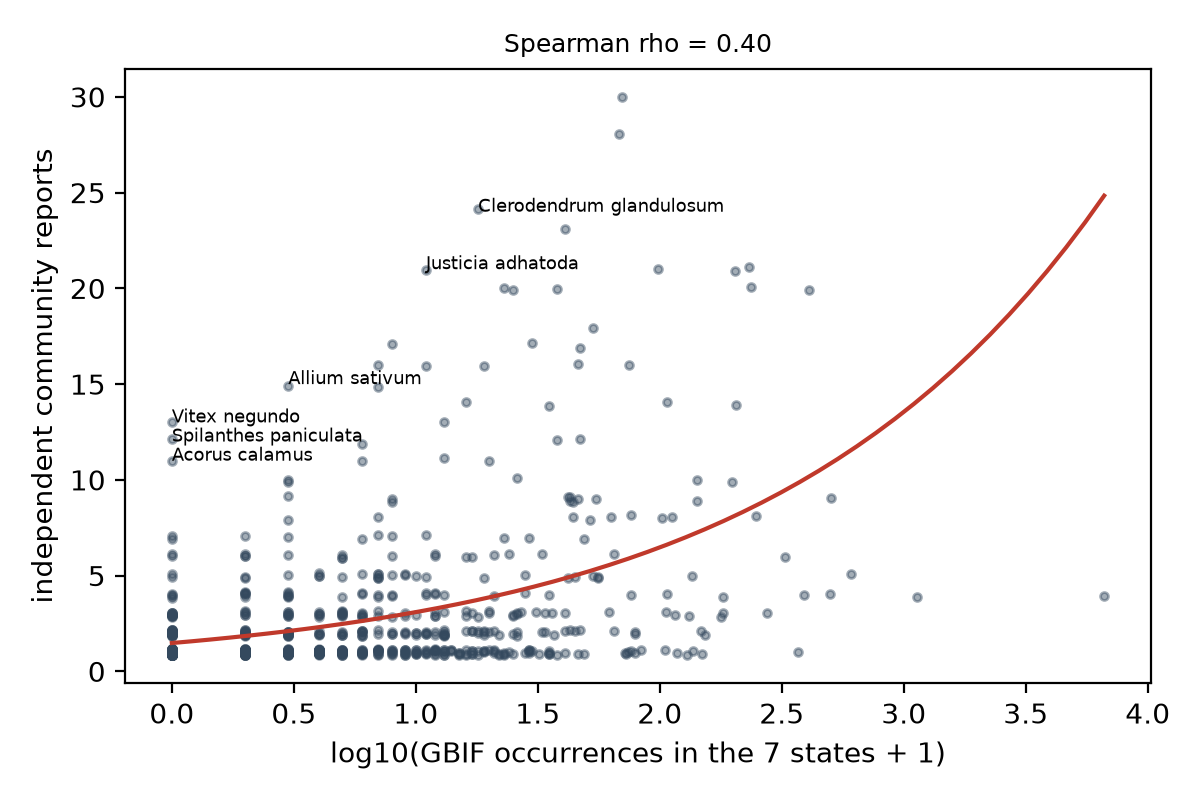 Spearman rho = 0.40
independent community reports
30
25
20
15
10
5
0
Clerodendrum glandulosum
Justicia adhatoda
Allium sativum
Vitex negundo
Spilanthes paniculata
Acorus calamus
0.0 0.5 1.0 1.5 2.0 2.5 3.0 3.5 4.0
log10(GBIF occurrences in the 7 states + 1)